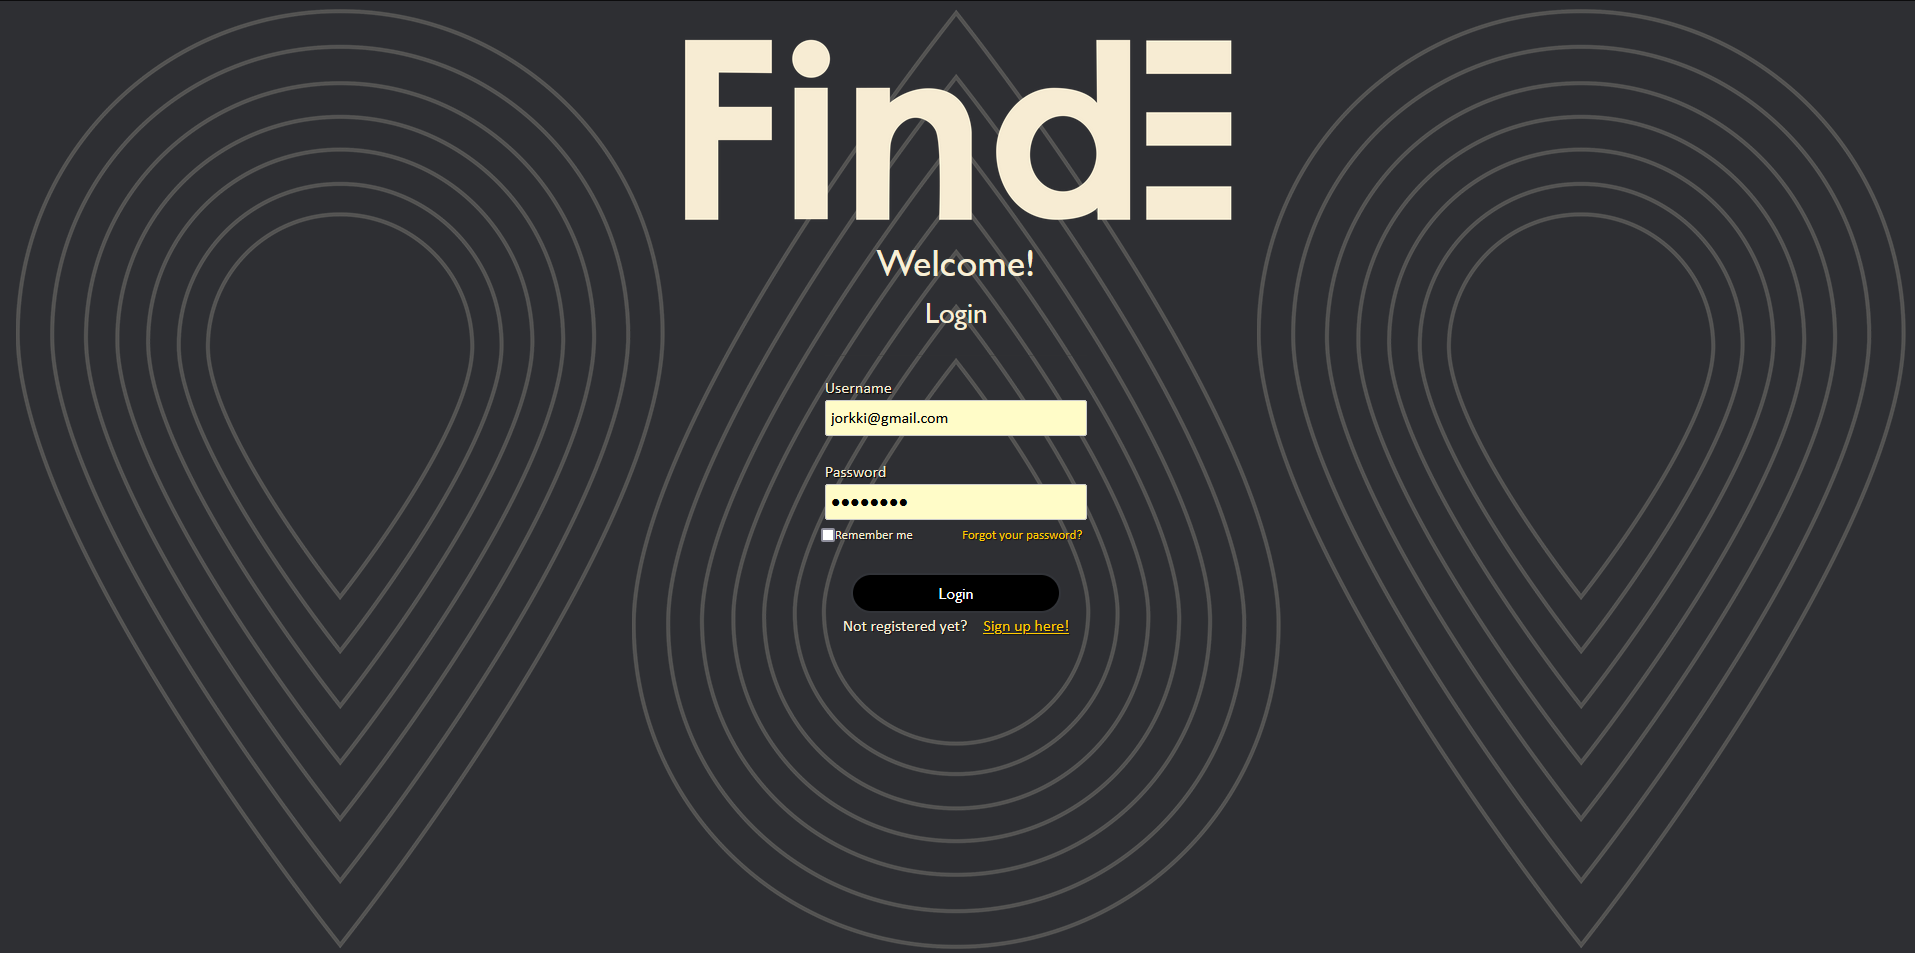 FindE
Welcome!
Login
Username
jorkki@gmail.com
Password
••••••••
Remember me Forgot your password?
Login
Not registered yet? Sign up here!